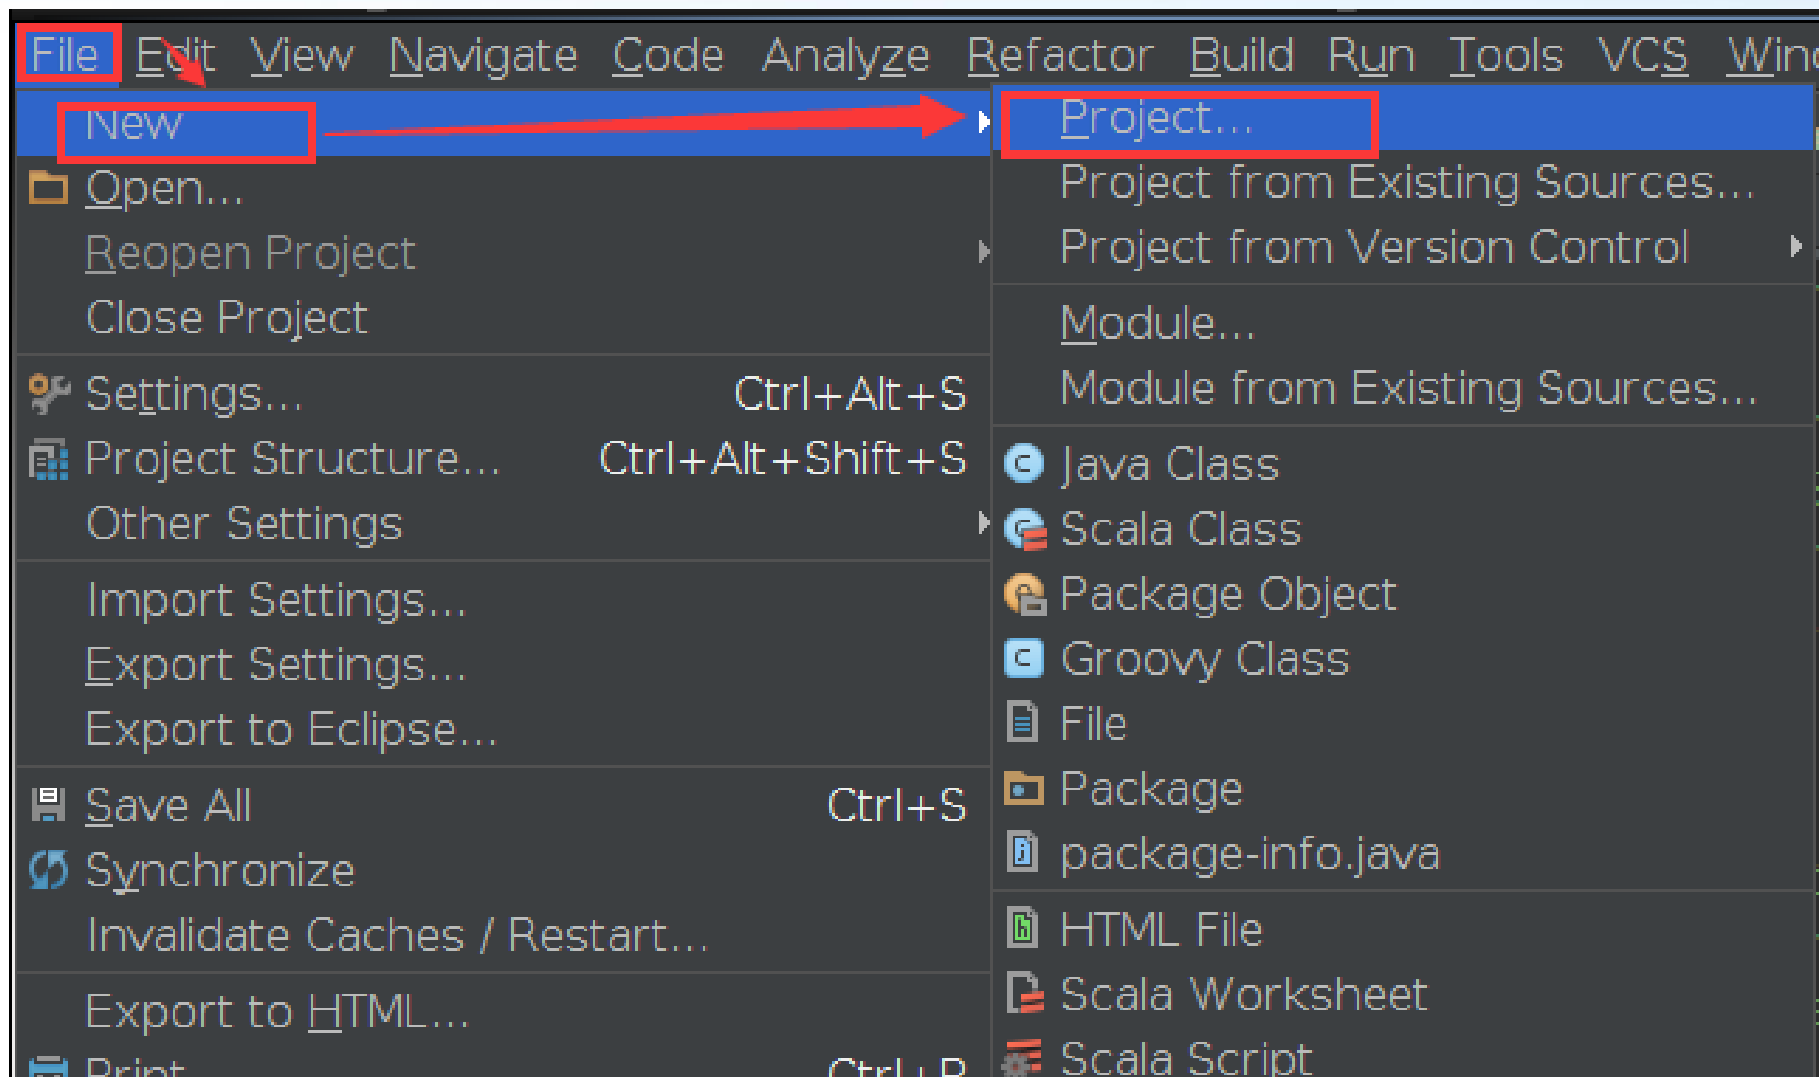 File Edit View Navigate Code Analyze Refactor Build Run Tools VCS
New
Open...
Reopen Project
Close Project
Settings... Ctrl+Alt+S
Project Structure... Ctrl+Alt+Shift+S
Other Settings
Import Settings...
Export Settings...
Export to Eclipse...
Save All Ctrl+S
Synchronize
Invalidate Caches / Restart...
Export to HTML...
Print
Project...
Project from Existing Sources...
Project from Version Control
Module...
Module from Existing Sources...
Java Class
Scala Class
Package Object
Groovy Class
File
Package
package-info.java
HTML File
Scala Worksheet
Scala Script